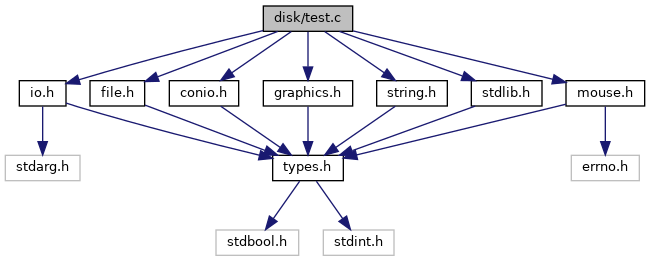 disk/test.c
io.h
file.h
conio.h
graphics.h
string.h
stdlib.h
mouse.h
stdarg.h
types.h
errno.h
stdbool.h
stdint.h